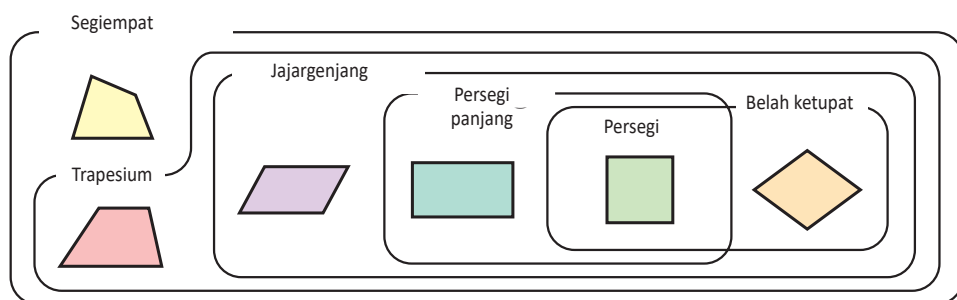 Segiempat
Jajargenjang
Persegi
panjang
Belah ketupat
Persegi
Trapesium